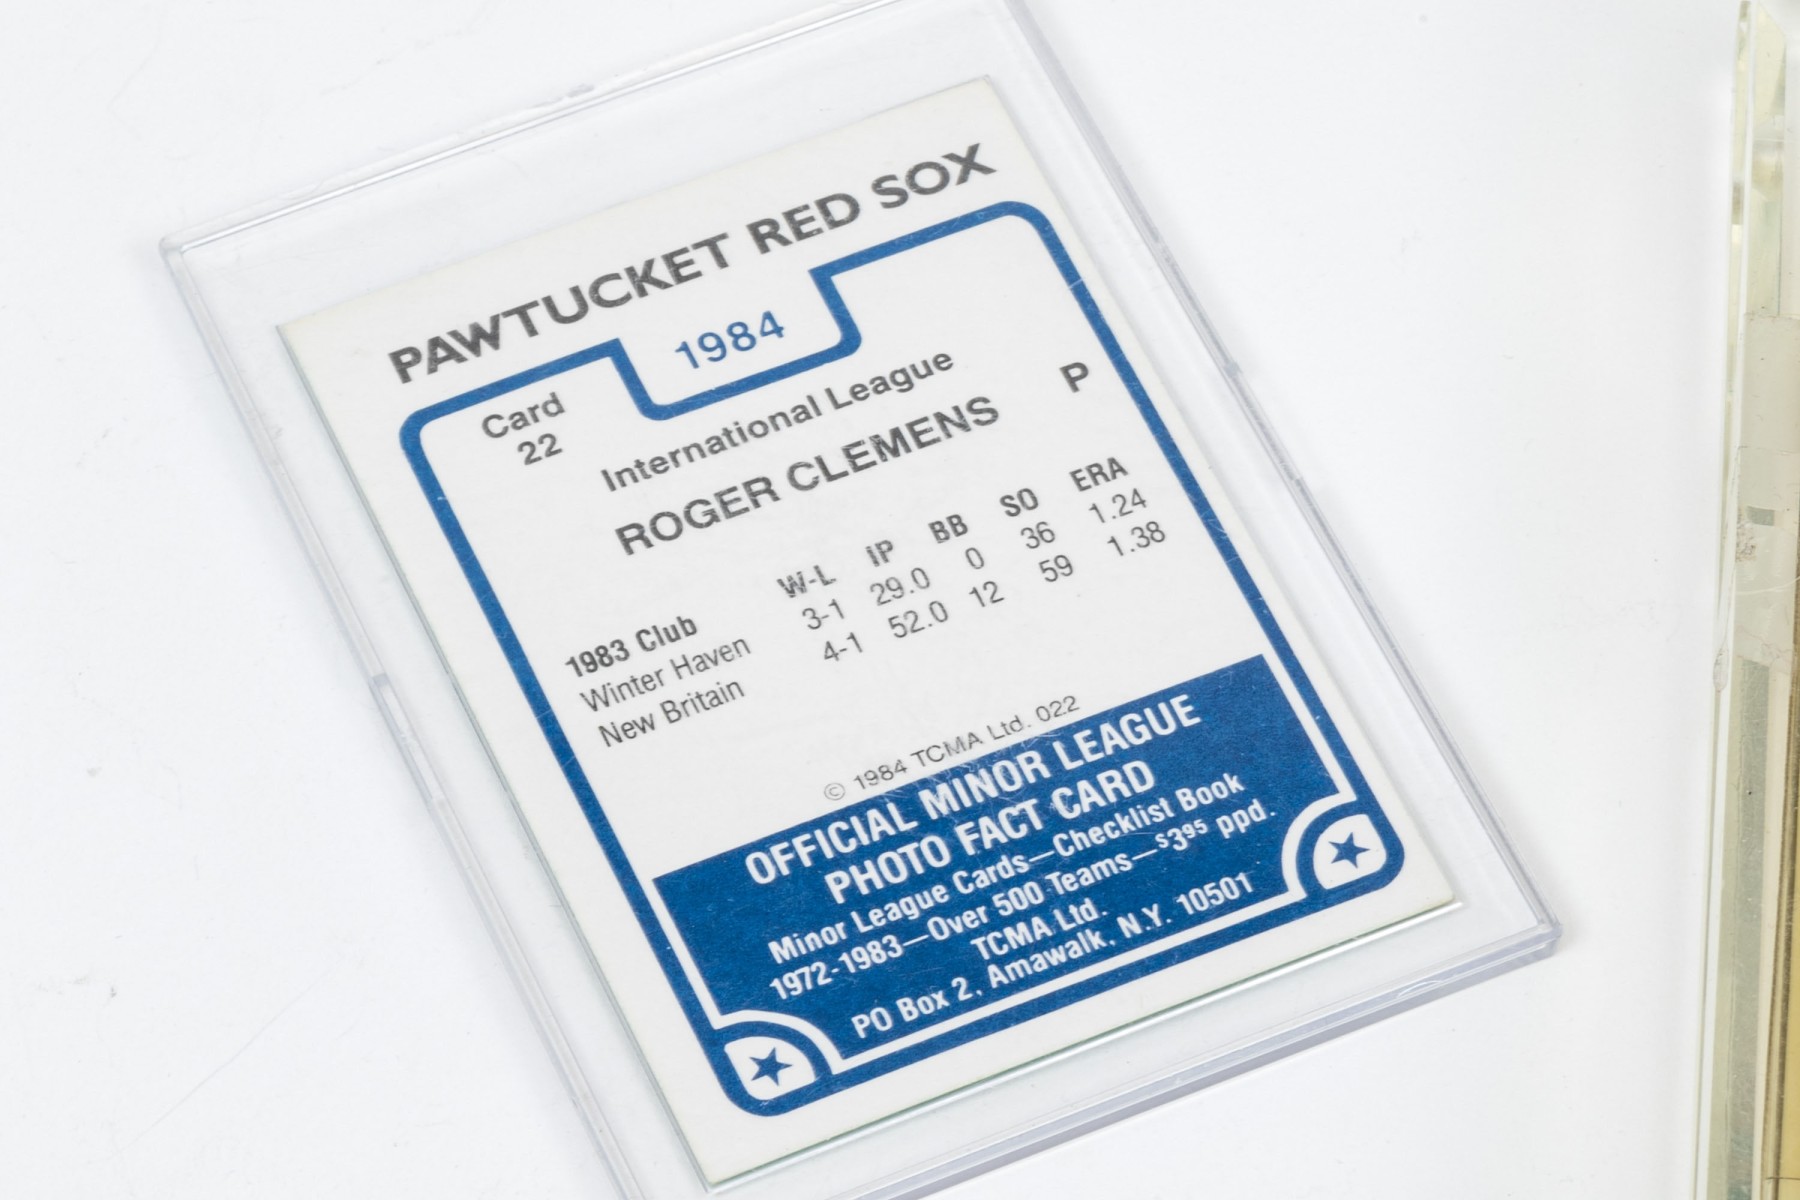 PAWTUCKET RED SOX
1984
Card
22
International League
ROGER CLEMENS P
1983 Club W-L IP BB SO ERA
Winter Haven 3-1 29.0 0 36 1.24
New Britain 4-1 52.0 12 59 1.38
© 1984 TCMA Ltd. 022
OFFICIAL MINOR LEAGUE
PHOTO FACT CARD
Minor League Cards—Checklist Book
1972-1983—Over 500 Teams—$3⁹⁵ ppd.
TCMA Ltd.
PO Box 2, Amawalk, N.Y. 10501